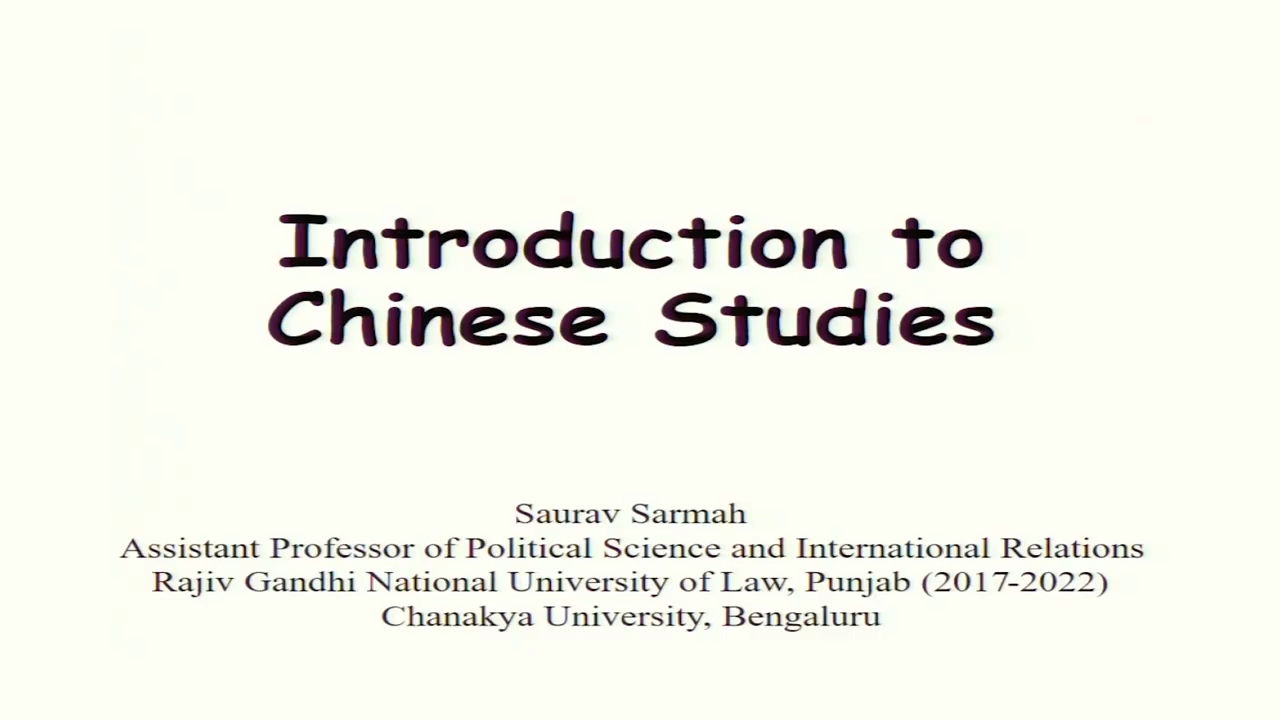 Introduction to
Chinese Studies
Saurav Sarmah
Assistant Professor of Political Science and International Relations
Rajiv Gandhi National University of Law, Punjab (2017-2022)
Chanakya University, Bengaluru